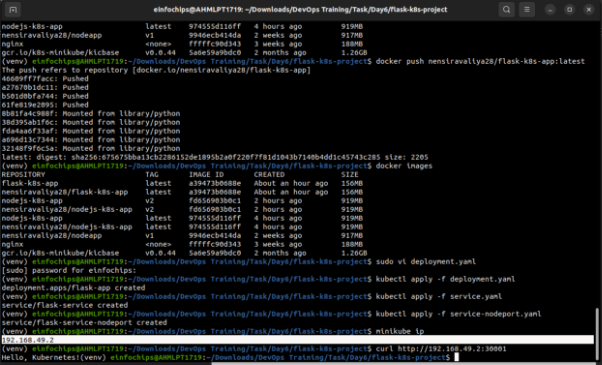 einfochips@AHMLPT1719: ~/Downloads/DevOps Training/Task/Day6/flask-k8s-project
nodejs-k8s-app latest 974555d116ff 4 hours ago 919MB
nensiravaliya28/nodeapp v1 9946ecb414da 2 weeks ago 917MB
nginx <none> fffffc90d343 3 weeks ago 188MB
gcr.io/k8s-minikube/kicbase v0.0.44 5a6e59a9bdc0 2 months ago 1.26GB
(venv) einfochips@AHMLPT1719:~/Downloads/DevOps Training/Task/Day6/flask-k8s-project$ docker push nensiravaliya28/flask-k8s-app:latest
The push refers to repository [docker.io/nensiravaliya28/flask-k8s-app]
46609ff7facc: Pushed
a27670b1dc11: Pushed
b501d0bfa744: Pushed
61fe819e2095: Pushed
8b81fa4c988f: Mounted from library/python
38d395ab1f6c: Mounted from library/python
fda4aa6f33af: Mounted from library/python
a696d13c7344: Mounted from library/python
32148f9f6c5a: Mounted from library/python
latest: digest: sha256:675675bba13cb2286152de1895b2a0f220f7f81d1043b7140b4dd1c45743c285 size: 2205
(venv) einfochips@AHMLPT1719:~/Downloads/DevOps Training/Task/Day6/flask-k8s-project$ docker images
REPOSITORY TAG IMAGE ID CREATED SIZE
flask-k8s-app latest a39473b0688e About an hour ago 156MB
nensiravaliya28/flask-k8s-app latest a39473b0688e About an hour ago 156MB
nodejs-k8s-app v2 fd656903b0c1 2 hours ago 919MB
nensiravaliya28/nodejs-k8s-app v2 fd656903b0c1 2 hours ago 919MB
nodejs-k8s-app latest 974555d116ff 4 hours ago 919MB
nensiravaliya28/nodejs-k8s-app latest 974555d116ff 4 hours ago 919MB
nensiravaliya28/nodeapp v1 9946ecb414da 2 weeks ago 917MB
nginx <none> fffffc90d343 3 weeks ago 188MB
gcr.io/k8s-minikube/kicbase v0.0.44 5a6e59a9bdc0 2 months ago 1.26GB
(venv) einfochips@AHMLPT1719:~/Downloads/DevOps Training/Task/Day6/flask-k8s-project$ sudo vi deployment.yaml
[sudo] password for einfochips:
(venv) einfochips@AHMLPT1719:~/Downloads/DevOps Training/Task/Day6/flask-k8s-project$ kubectl apply -f deployment.yaml
deployment.apps/flask-app created
(venv) einfochips@AHMLPT1719:~/Downloads/DevOps Training/Task/Day6/flask-k8s-project$ kubectl apply -f service.yaml
service/flask-service created
(venv) einfochips@AHMLPT1719:~/Downloads/DevOps Training/Task/Day6/flask-k8s-project$ kubectl apply -f service-nodeport.yaml
service/flask-service-nodeport created
(venv) einfochips@AHMLPT1719:~/Downloads/DevOps Training/Task/Day6/flask-k8s-project$ minikube ip
192.168.49.2
(venv) einfochips@AHMLPT1719:~/Downloads/DevOps Training/Task/Day6/flask-k8s-project$ curl http://192.168.49.2:30001
Hello, Kubernetes!(venv) einfochips@AHMLPT1719:~/Downloads/DevOps Training/Task/Day6/flask-k8s-project$